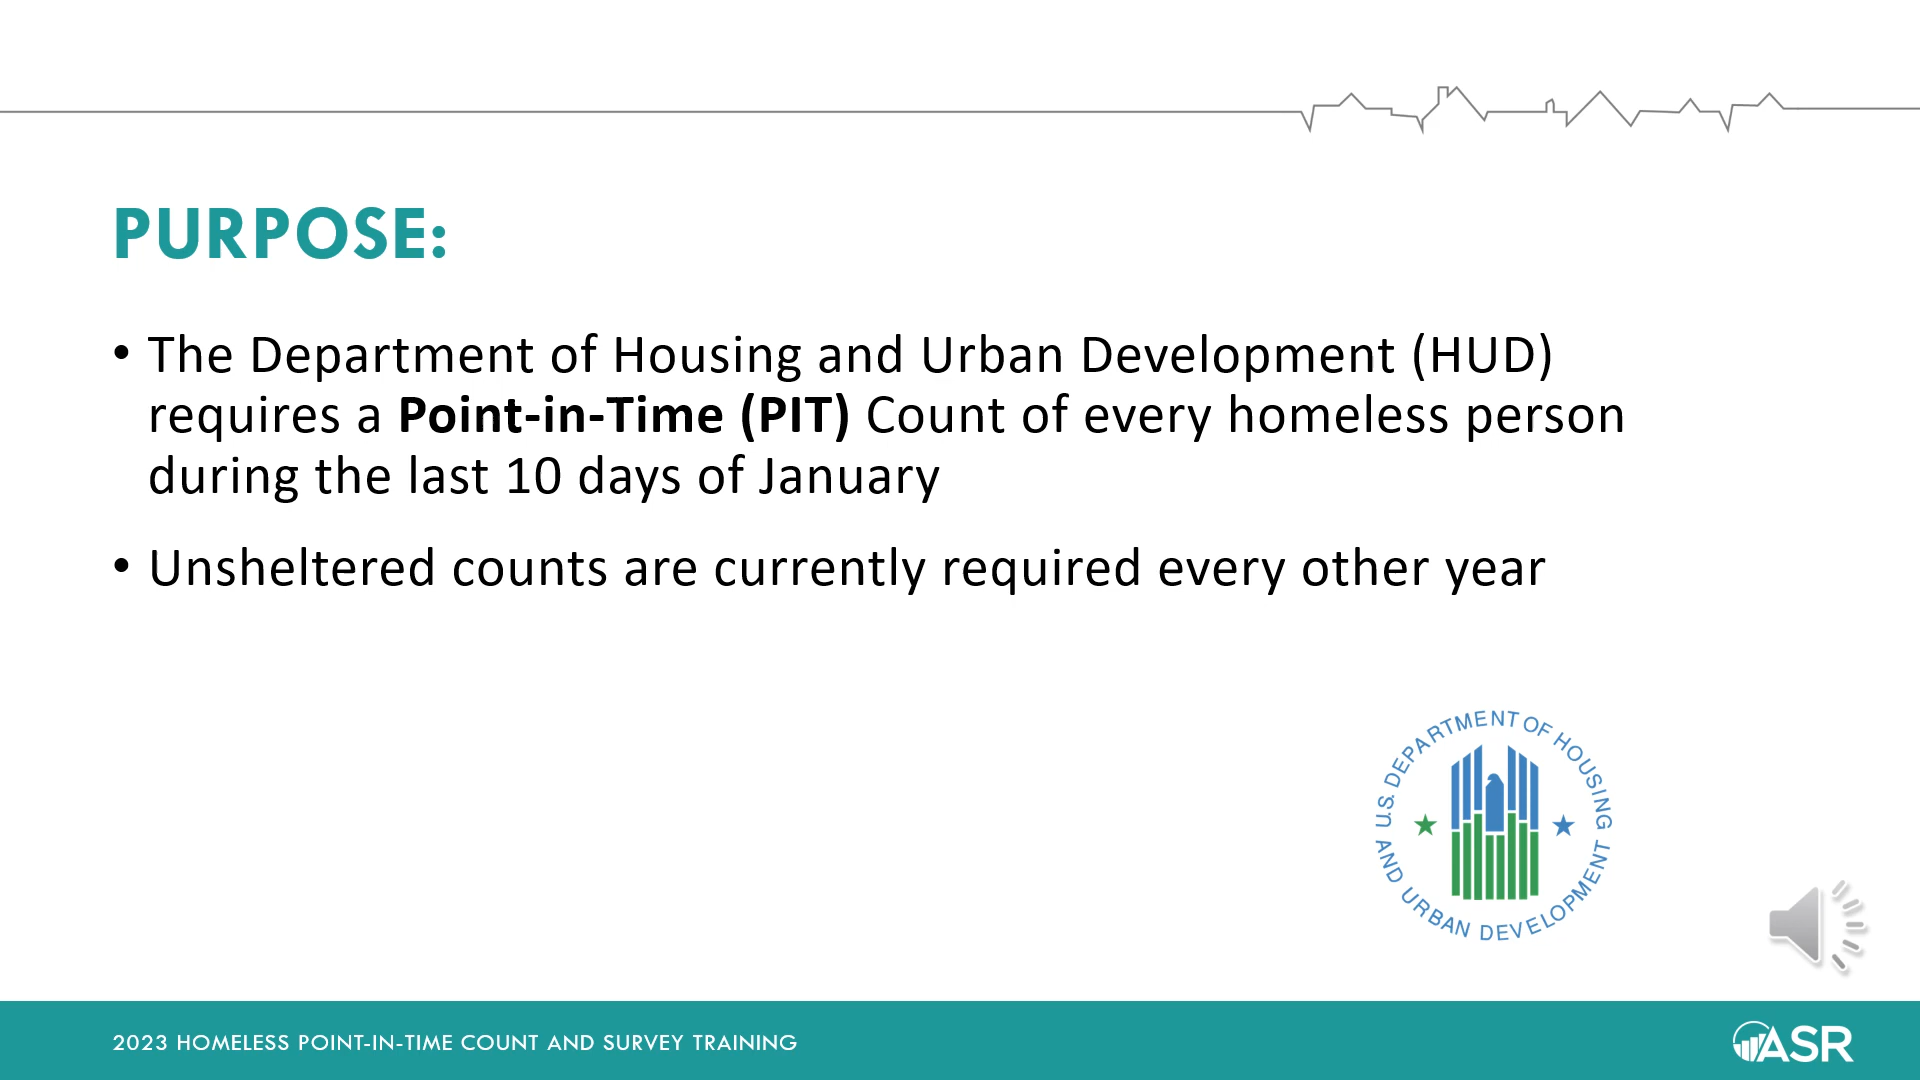 PURPOSE:
• The Department of Housing and Urban Development (HUD)
requires a Point-in-Time (PIT) Count of every homeless person
during the last 10 days of January
• Unsheltered counts are currently required every other year
U.S. DEPARTMENT OF HOUSING
AND URBAN DEVELOPMENT
2023 HOMELESS POINT-IN-TIME COUNT AND SURVEY TRAINING
ASR